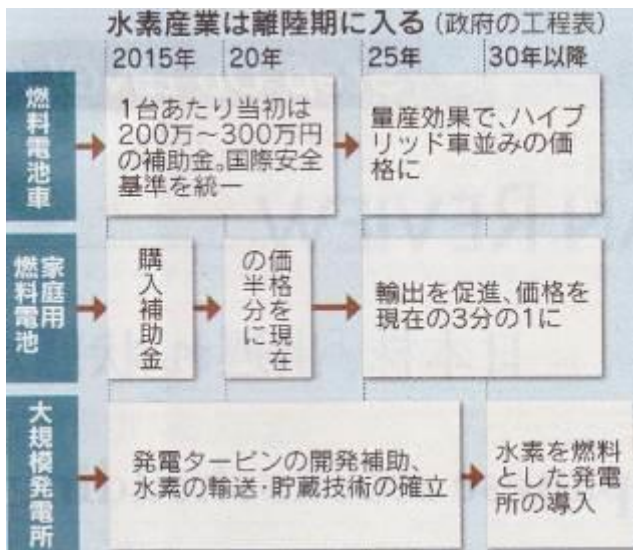 水素産業は離陸期に入る(政府の工程表)
2015年 20年 25年 30年以降
燃料電池車
1台あたり当初は
200万~300万円
の補助金。国際安全
基準を統一
量産効果で、ハイブ
リッド車並みの価
格に
家庭用
燃料電池
購入補助金
価格を現在
の半分に
輸出を促進、価格を
現在の3分の1に
大規模発電所
発電タービンの開発補助、
水素の輸送・貯蔵技術の確立
水素を燃料
とした発電
所の導入